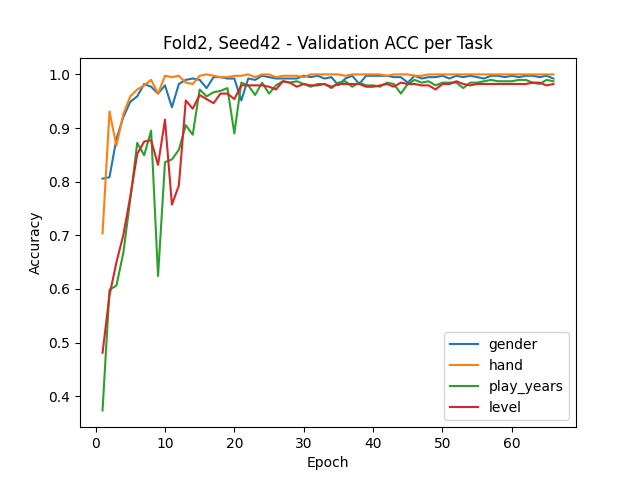 Fold2, Seed42 - Validation ACC per Task
Accuracy
1.0
0.9
0.8
0.7
0.6
0.5
0.4
0
10
20
30
40
50
60
Epoch
gender
hand
play_years
level